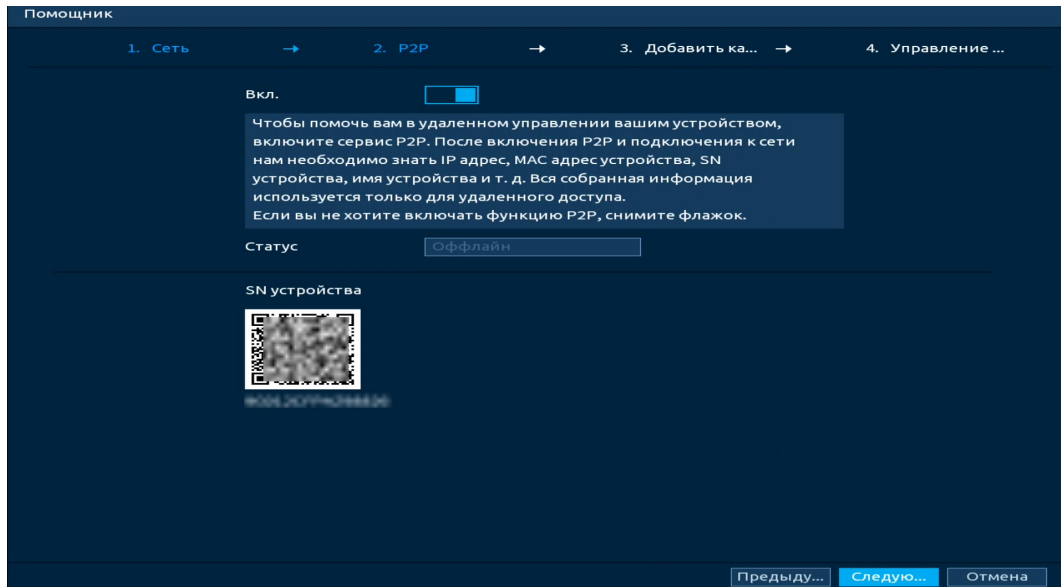 Помощник
1. Сеть → 2. P2P → 3. Добавить ка... → 4. Управление ...
Вкл.
Чтобы помочь вам в удаленном управлении вашим устройством,
включите сервис P2P. После включения P2P и подключения к сети
нам необходимо знать IP адрес, MAC адрес устройства, SN
устройства, имя устройства и т. д. Вся собранная информация
используется только для удаленного доступа.
Если вы не хотите включать функцию P2P, снимите флажок.
Статус Оффлайн
SN устройства
Предыду... Следую... Отмена